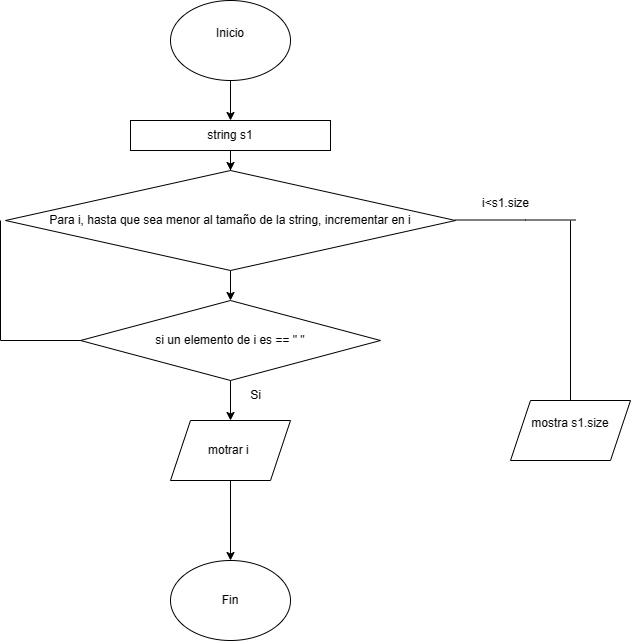 Inicio
string s1
Para i, hasta que sea menor al tamaño de la string, incrementar en i
i<s1.size
si un elemento de i es == " "
Si
mostra s1.size
motrar i
Fin